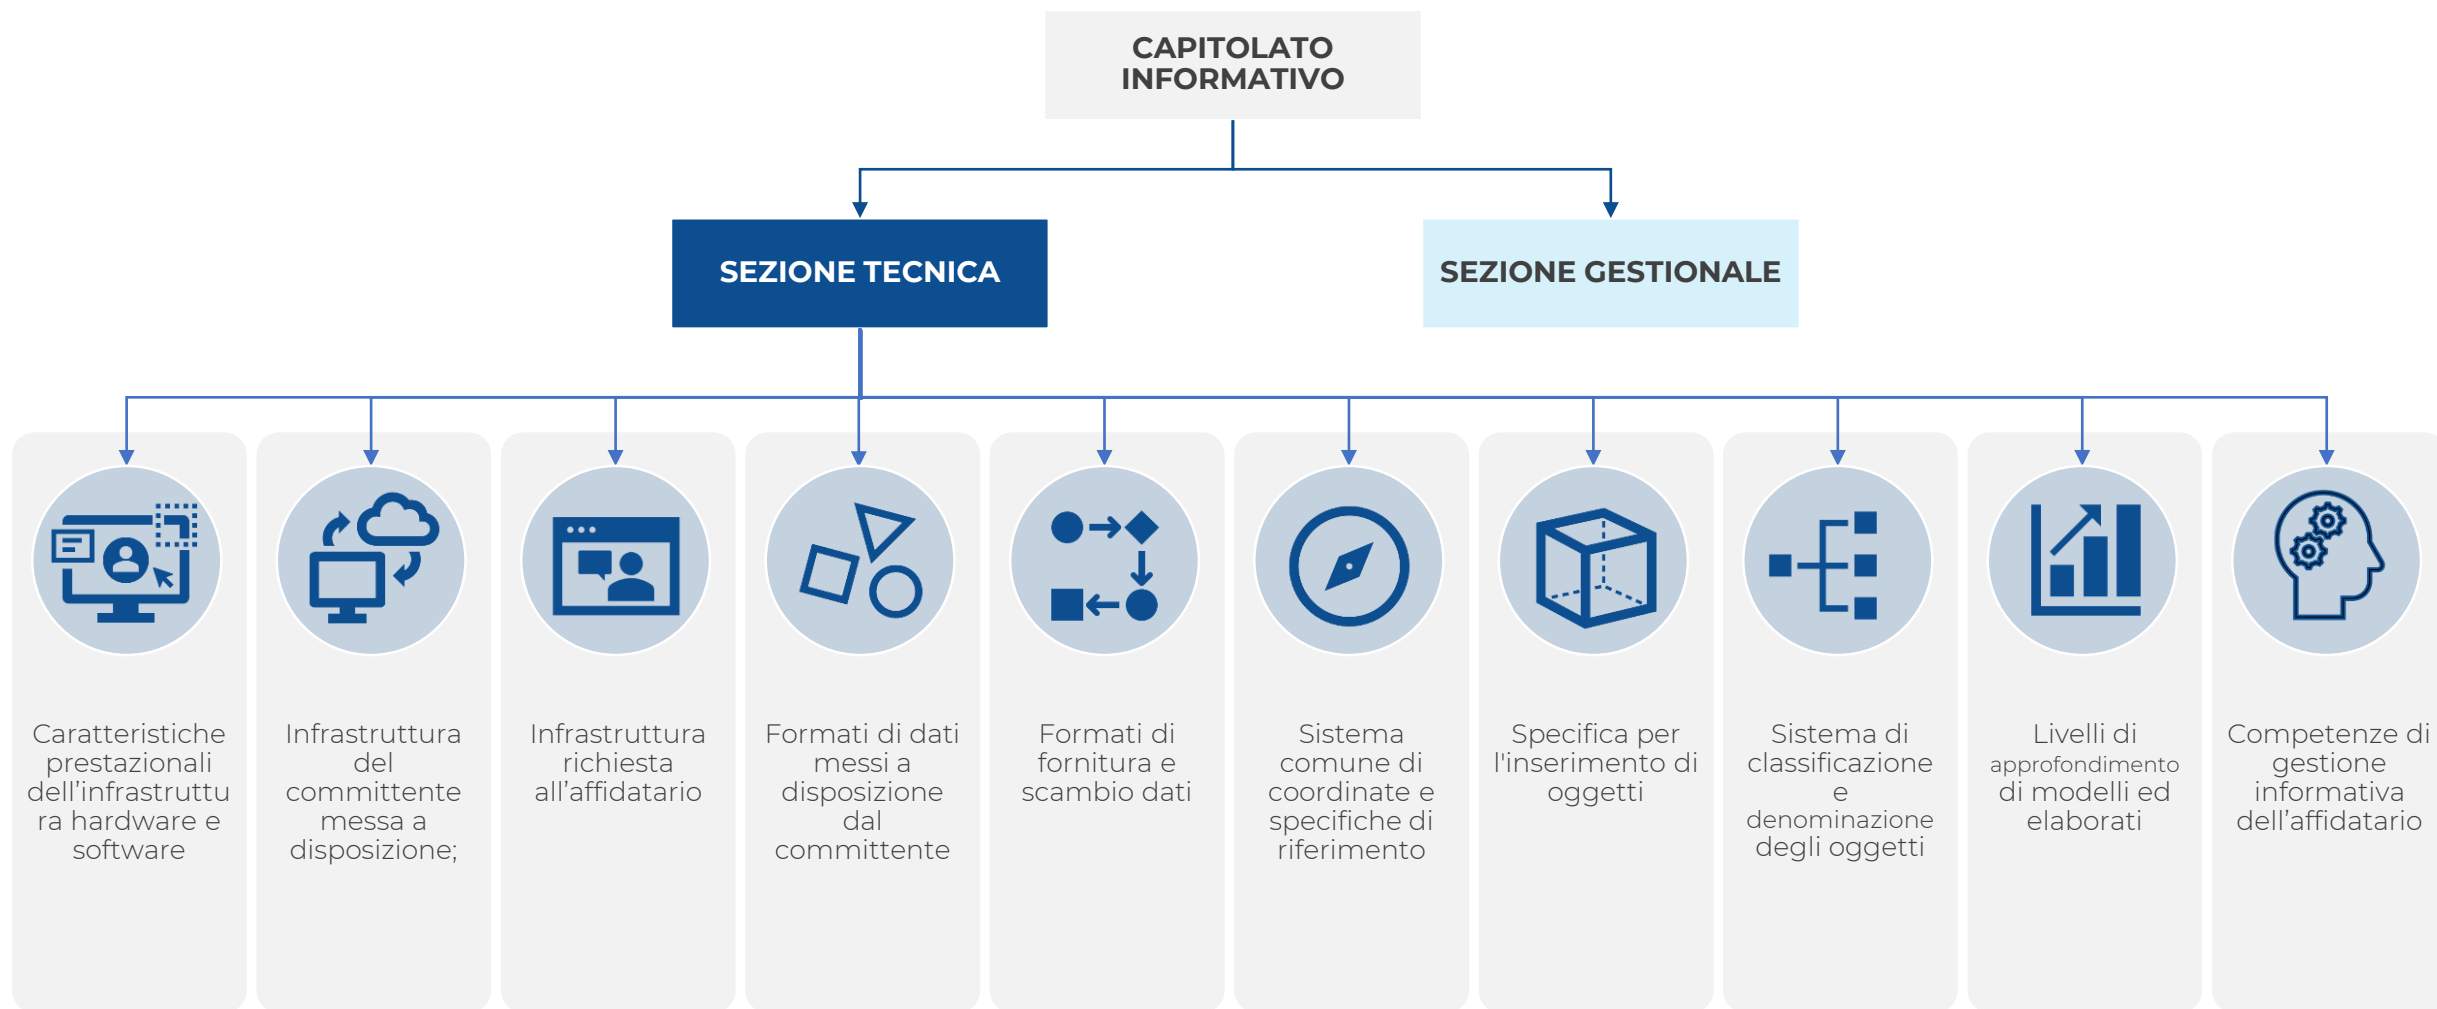 CAPITOLATO
INFORMATIVO
SEZIONE TECNICA
SEZIONE GESTIONALE
Caratteristiche
prestazionali
dell’infrastruttu
ra hardware e
software
Infrastruttura
del
committente
messa a
disposizione;
Infrastruttura
richiesta
all’affidatario
Formati di dati
messi a
disposizione
dal
committente
Formati di
fornitura e
scambio dati
Sistema
comune di
coordinate e
specifiche di
riferimento
Specifica per
l'inserimento di
oggetti
Sistema di
classificazione
e
denominazione
degli oggetti
Livelli di
approfondimento
di modelli ed
elaborati
Competenze di
gestione
informativa
dell’affidatario